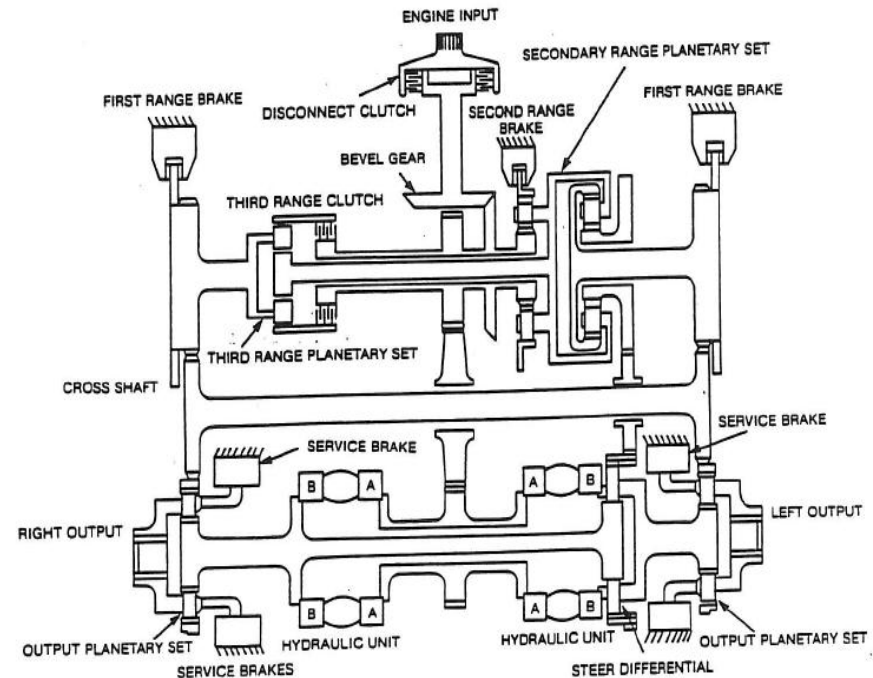 ENGINE INPUT
SECONDARY RANGE PLANETARY SET
FIRST RANGE BRAKE
FIRST RANGE BRAKE
DISCONNECT CLUTCH
SECOND RANGE
BRAKE
BEVEL GEAR
THIRD RANGE CLUTCH
THIRD RANGE PLANETARY SET
CROSS SHAFT
SERVICE BRAKE
SERVICE BRAKE
B A A B
RIGHT OUTPUT
LEFT OUTPUT
B A A B
OUTPUT PLANETARY SET
HYDRAULIC UNIT
HYDRAULIC UNIT
OUTPUT PLANETARY SET
SERVICE BRAKES
STEER DIFFERENTIAL